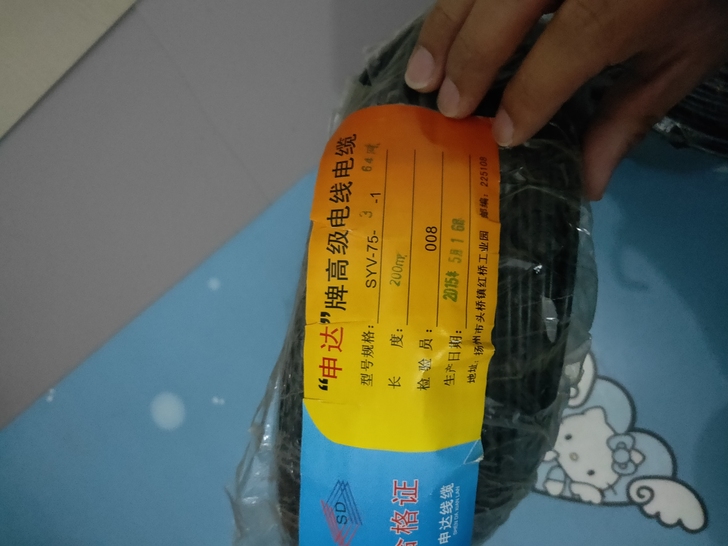 “申达”牌高级电线电缆
型号规格: SYV-75- 3 -1 64网
长 度: 200m
检 验 员: 008
生产日期: 2015年5月16日
地址: 扬州市头桥镇红桥工业园 邮编: 225108
SD
合格证
申达线缆